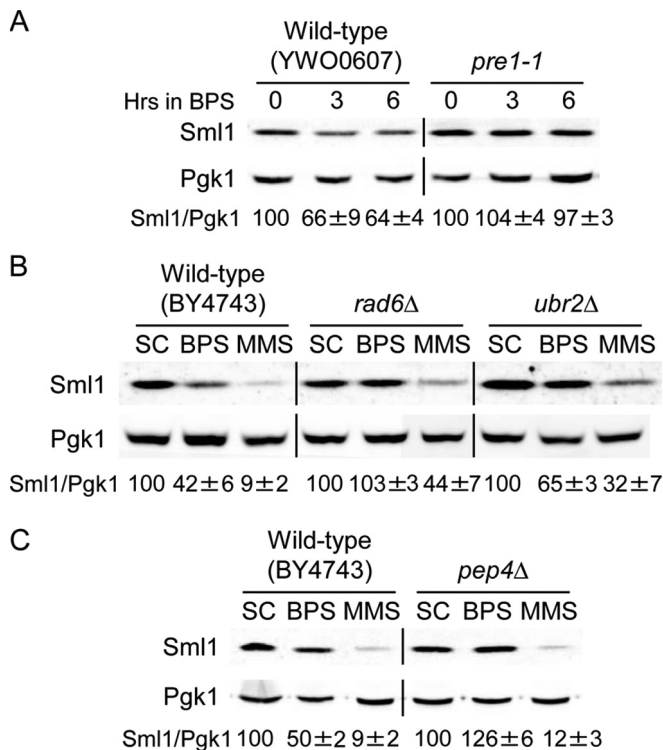 A
Wild-type
(YWO0607) pre1-1
Hrs in BPS 0 3 6 0 3 6
Sml1
Pgk1
Sml1/Pgk1 100 66±9 64±4 100 104±4 97±3
B
Wild-type
(BY4743) rad6Δ ubr2Δ
SC BPS MMS SC BPS MMS SC BPS MMS
Sml1
Pgk1
Sml1/Pgk1 100 42±6 9±2 100 103±3 44±7 100 65±3 32±7
C
Wild-type
(BY4743) pep4Δ
SC BPS MMS SC BPS MMS
Sml1
Pgk1
Sml1/Pgk1 100 50±2 9±2 100 126±6 12±3